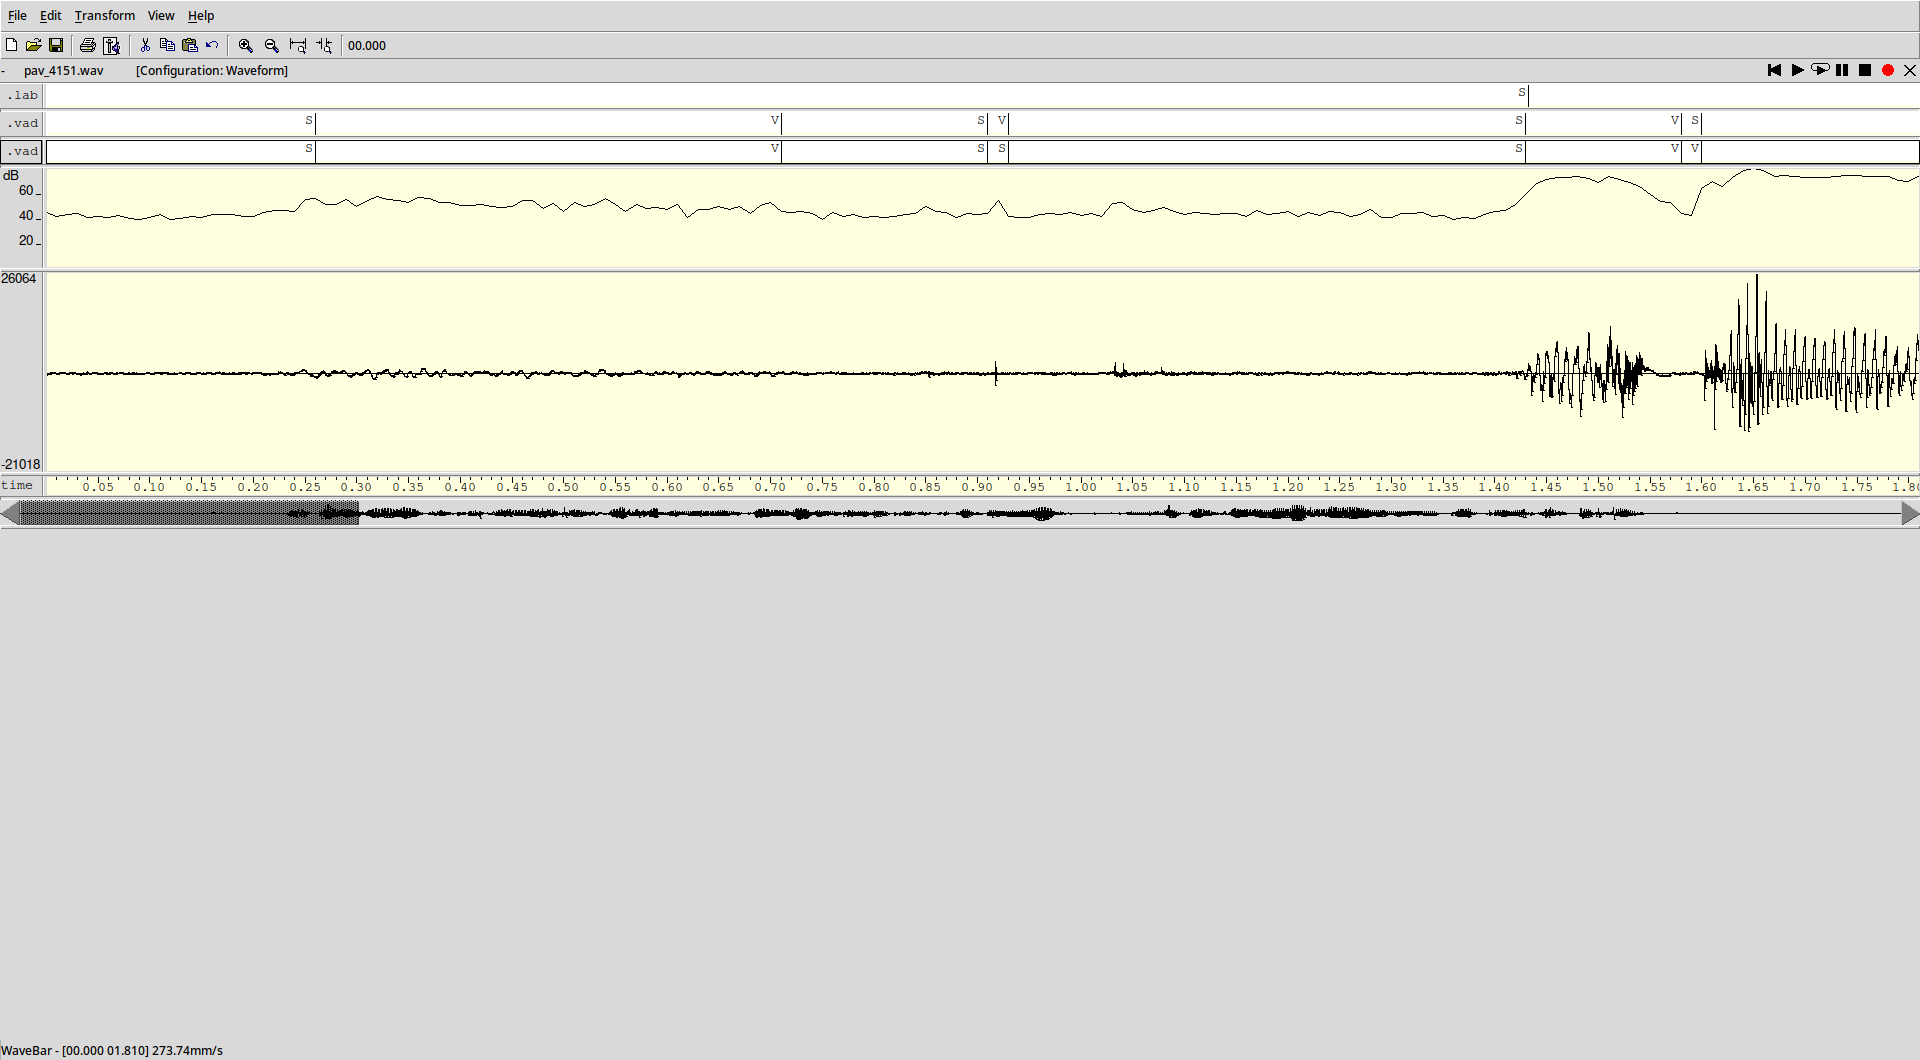 File Edit Transform View Help
00.000
- pav_4151.wav [Configuration: Waveform]
.lab S
.vad S V S V S V S
.vad S V S S S V V
dB
60
40
20
26064
-21018
time 0.05 0.10 0.15 0.20 0.25 0.30 0.35 0.40 0.45 0.50 0.55 0.60 0.65 0.70 0.75 0.80 0.85 0.90 0.95 1.00 1.05 1.10 1.15 1.20 1.25 1.30 1.35 1.40 1.45 1.50 1.55 1.60 1.65 1.70 1.75 1.80
WaveBar - [00.000 01.810] 273.74mm/s